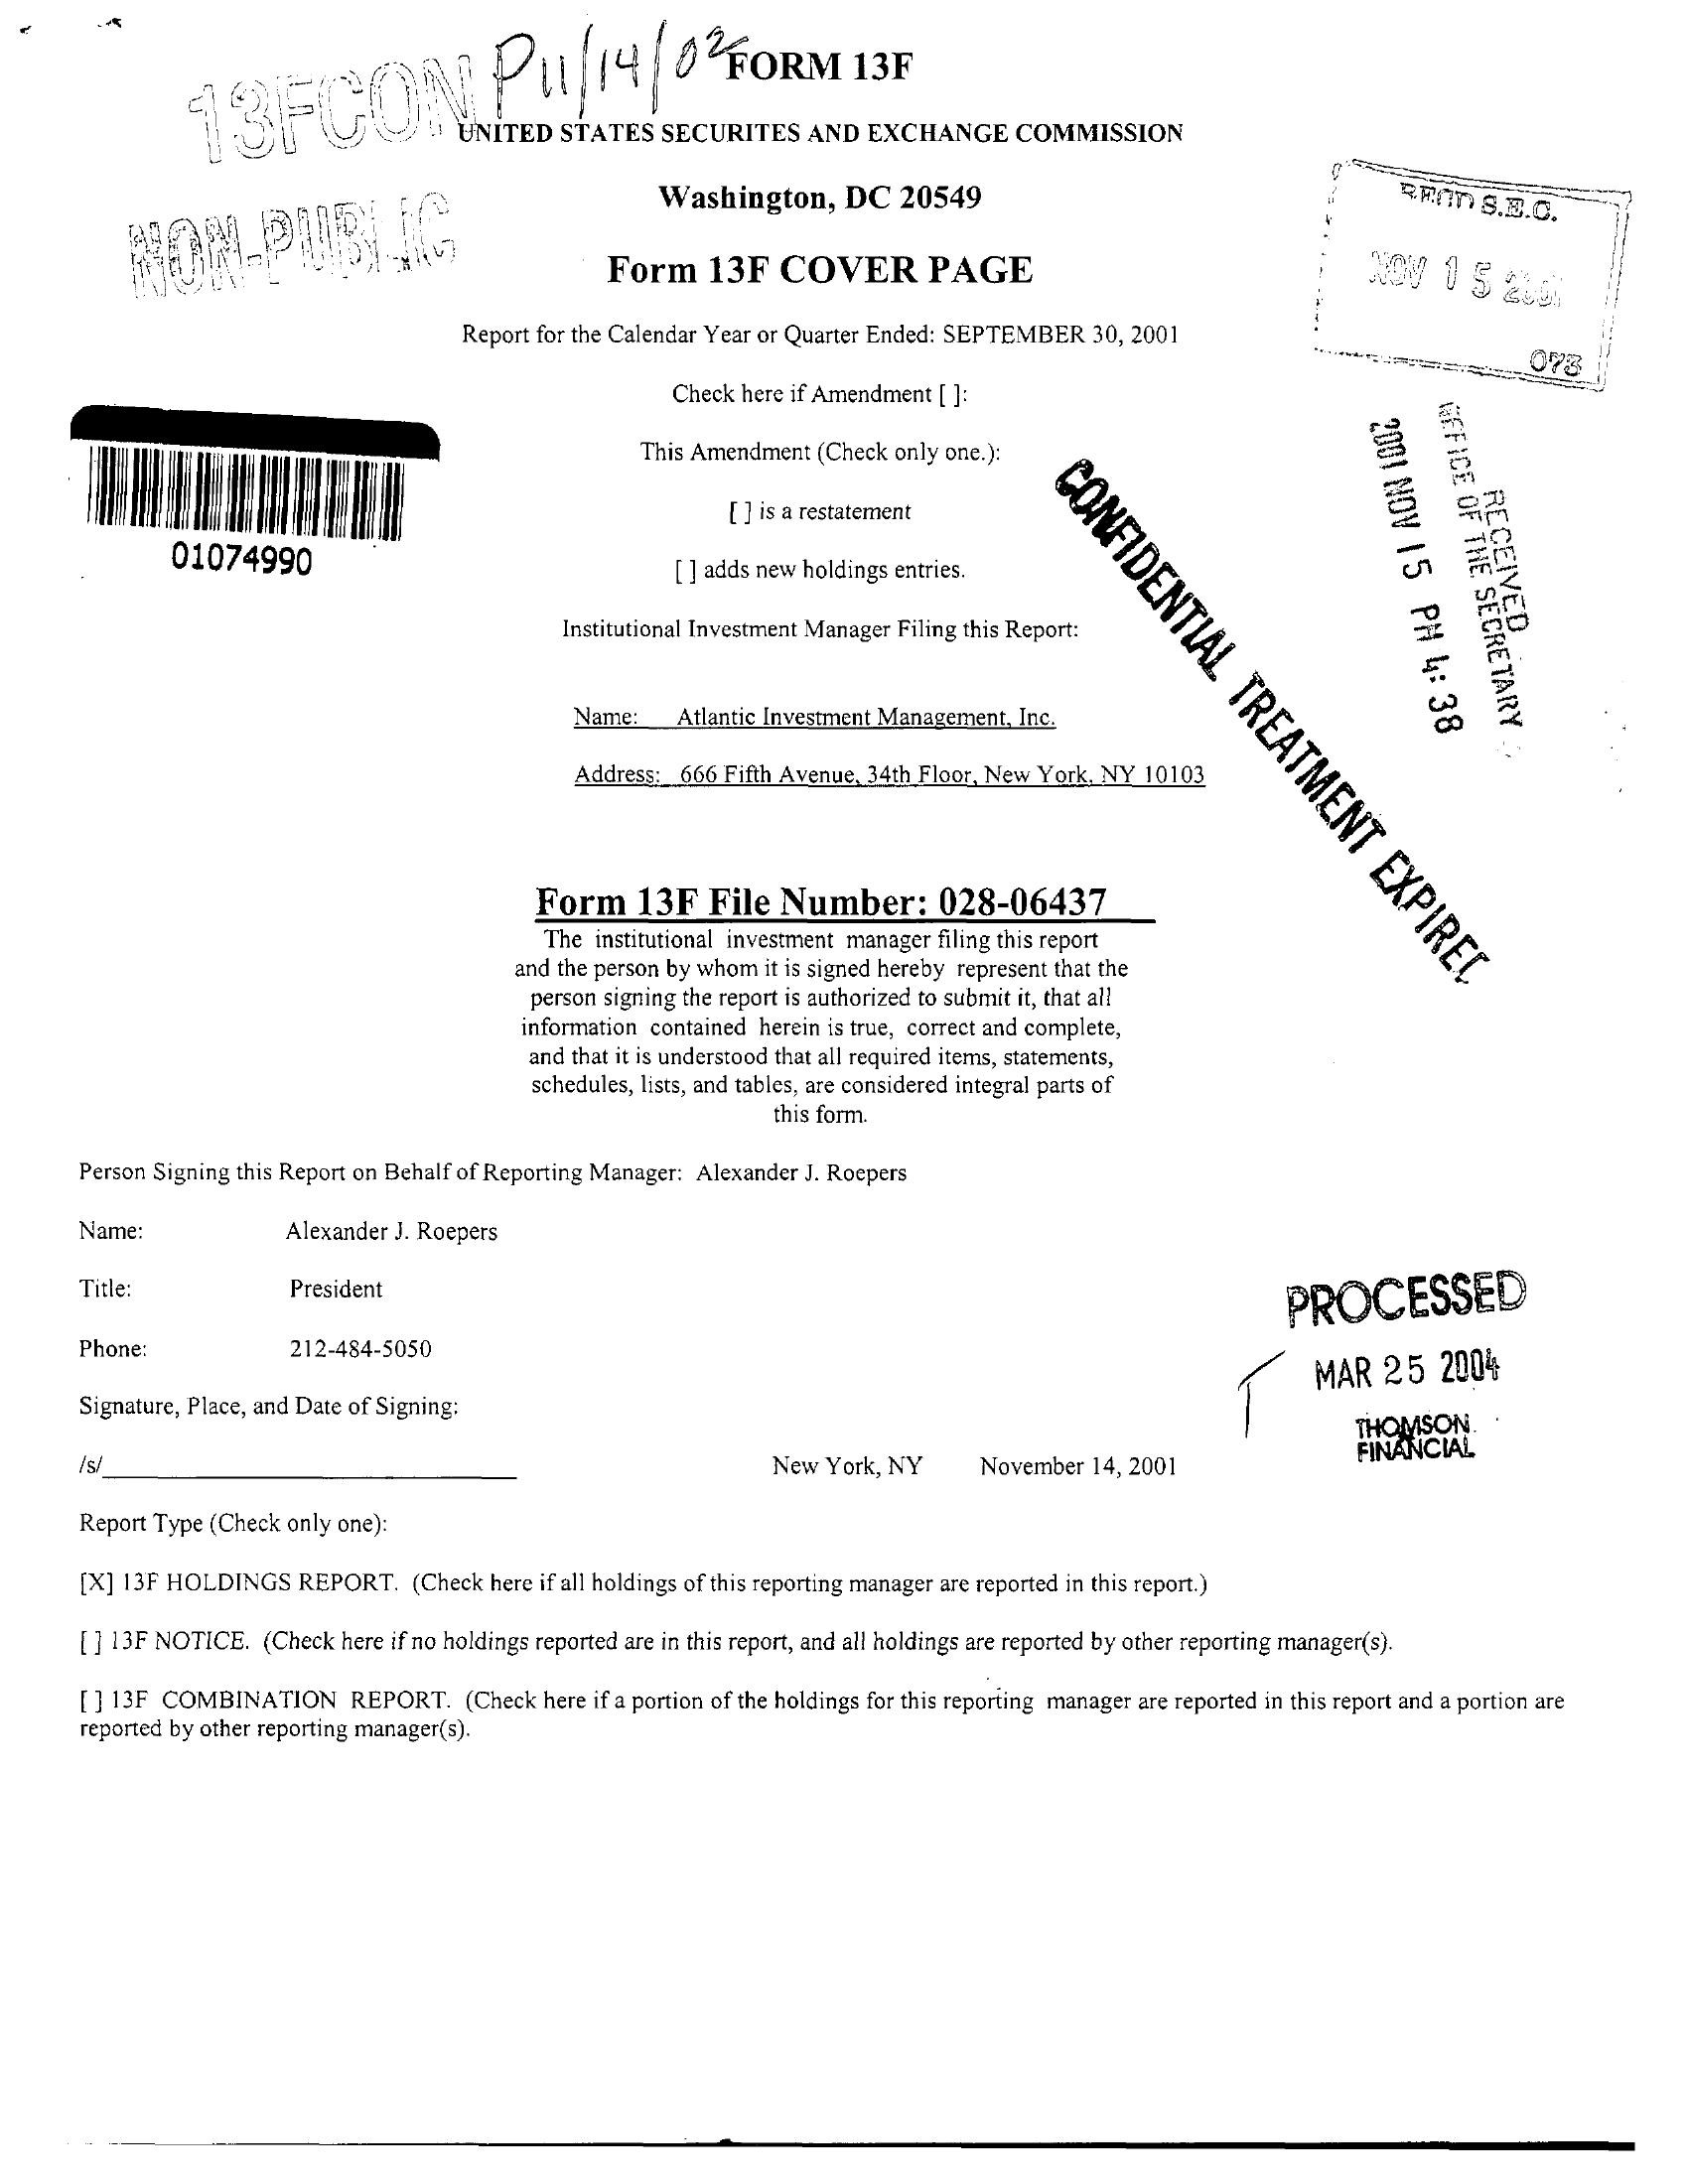 13FCON P11/14/02 FORM 13F
UNITED STATES SECURITES AND EXCHANGE COMMISSION
NON-PUBLIC
Washington, DC 20549
REC'D S.E.C.
Form 13F COVER PAGE
NOV 15 2001
Report for the Calendar Year or Quarter Ended: SEPTEMBER 30, 2001
073
Check here if Amendment [ ]:
This Amendment (Check only one.):
[ ] is a restatement
01074990
[ ] adds new holdings entries.
RECEIVED
OFFICE OF THE SECRETARY
2001 NOV 15 PM 4:38
CONFIDENTIAL TREATMENT EXPIRED
Institutional Investment Manager Filing this Report:
Name: Atlantic Investment Management, Inc.
Address: 666 Fifth Avenue, 34th Floor, New York, NY 10103
Form 13F File Number: 028-06437
The institutional investment manager filing this report
and the person by whom it is signed hereby represent that the
person signing the report is authorized to submit it, that all
information contained herein is true, correct and complete,
and that it is understood that all required items, statements,
schedules, lists, and tables, are considered integral parts of
this form.
Person Signing this Report on Behalf of Reporting Manager: Alexander J. Roepers
Name: Alexander J. Roepers
Title: President
PROCESSED
Phone: 212-484-5050
MAR 25 2004
Signature, Place, and Date of Signing:
THOMSON
FINANCIAL
/s/ New York, NY November 14, 2001
Report Type (Check only one):
[X] 13F HOLDINGS REPORT. (Check here if all holdings of this reporting manager are reported in this report.)
[ ] 13F NOTICE. (Check here if no holdings reported are in this report, and all holdings are reported by other reporting manager(s).
[ ] 13F COMBINATION REPORT. (Check here if a portion of the holdings for this reporting manager are reported in this report and a portion are
reported by other reporting manager(s).